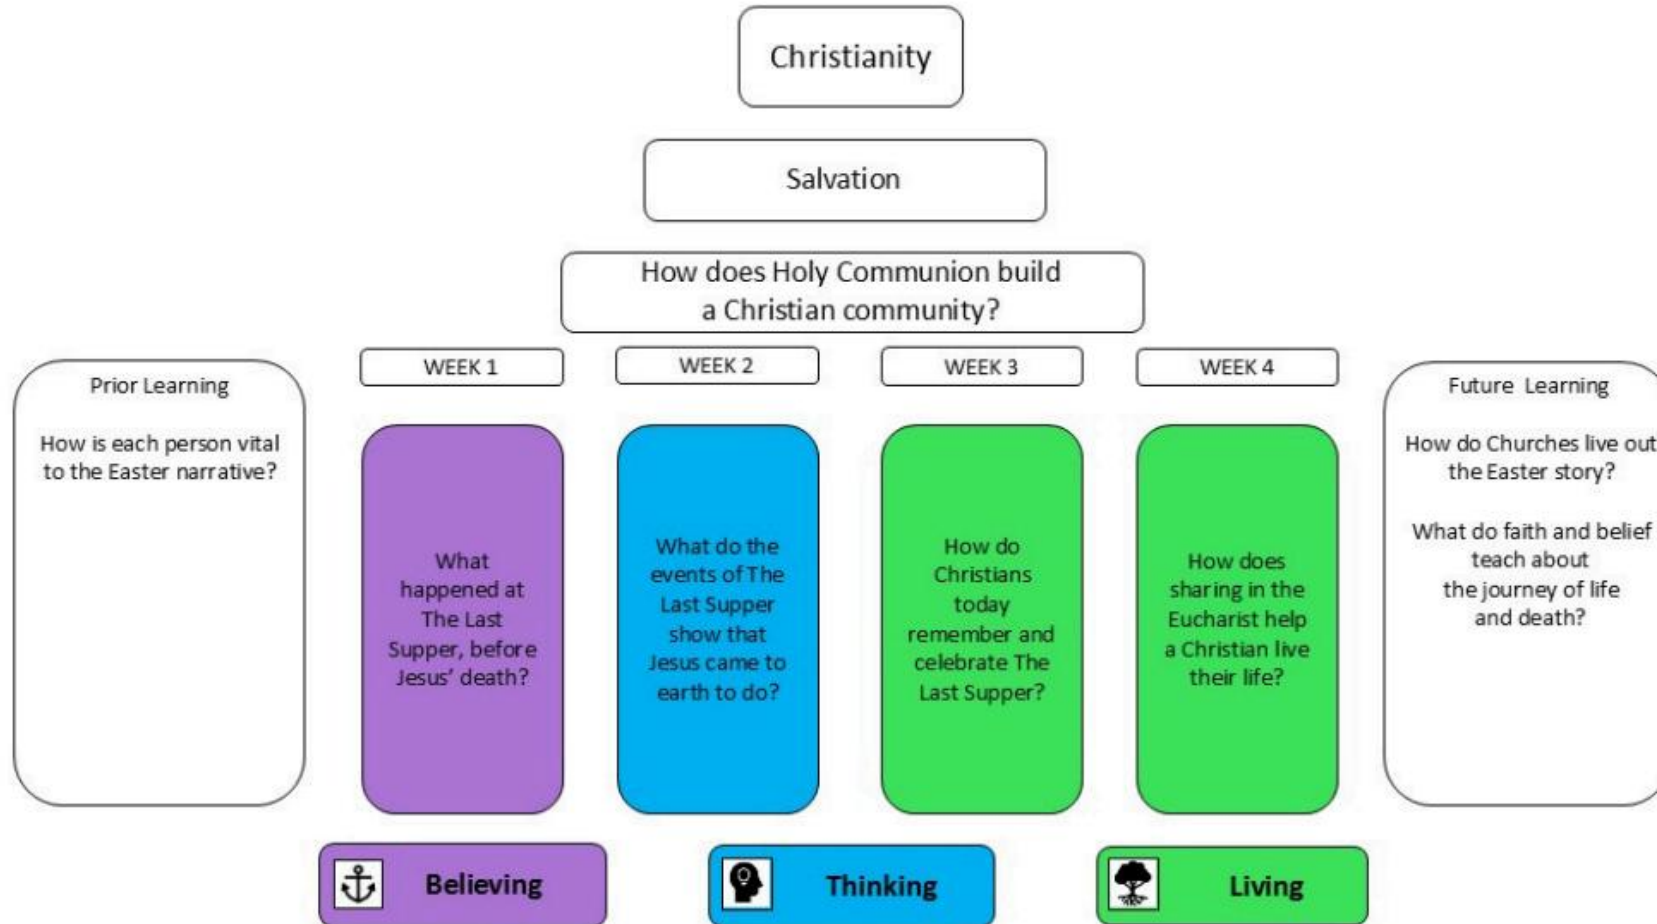 Christianity
Salvation
How does Holy Communion build
a Christian community?
Prior Learning
How is each person vital
to the Easter narrative?
WEEK 1
What
happened at
The Last
Supper, before
Jesus’ death?
WEEK 2
What do the
events of The
Last Supper
show that
Jesus came to
earth to do?
WEEK 3
How do
Christians
today
remember and
celebrate The
Last Supper?
WEEK 4
How does
sharing in the
Eucharist help
a Christian live
their life?
Future Learning
How do Churches live out
the Easter story?
What do faith and belief
teach about
the journey of life
and death?
Believing
Thinking
Living